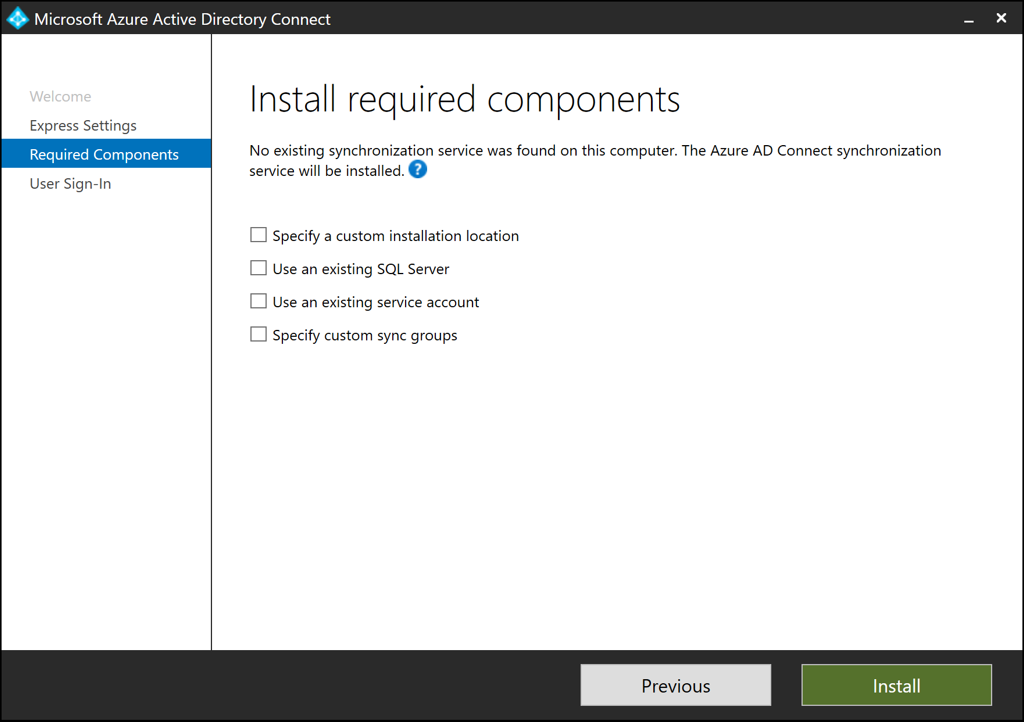 Microsoft Azure Active Directory Connect
Welcome
Express Settings
Required Components
User Sign-In
Install required components
No existing synchronization service was found on this computer. The Azure AD Connect synchronization
service will be installed. ?
Specify a custom installation location
Use an existing SQL Server
Use an existing service account
Specify custom sync groups
Previous
Install